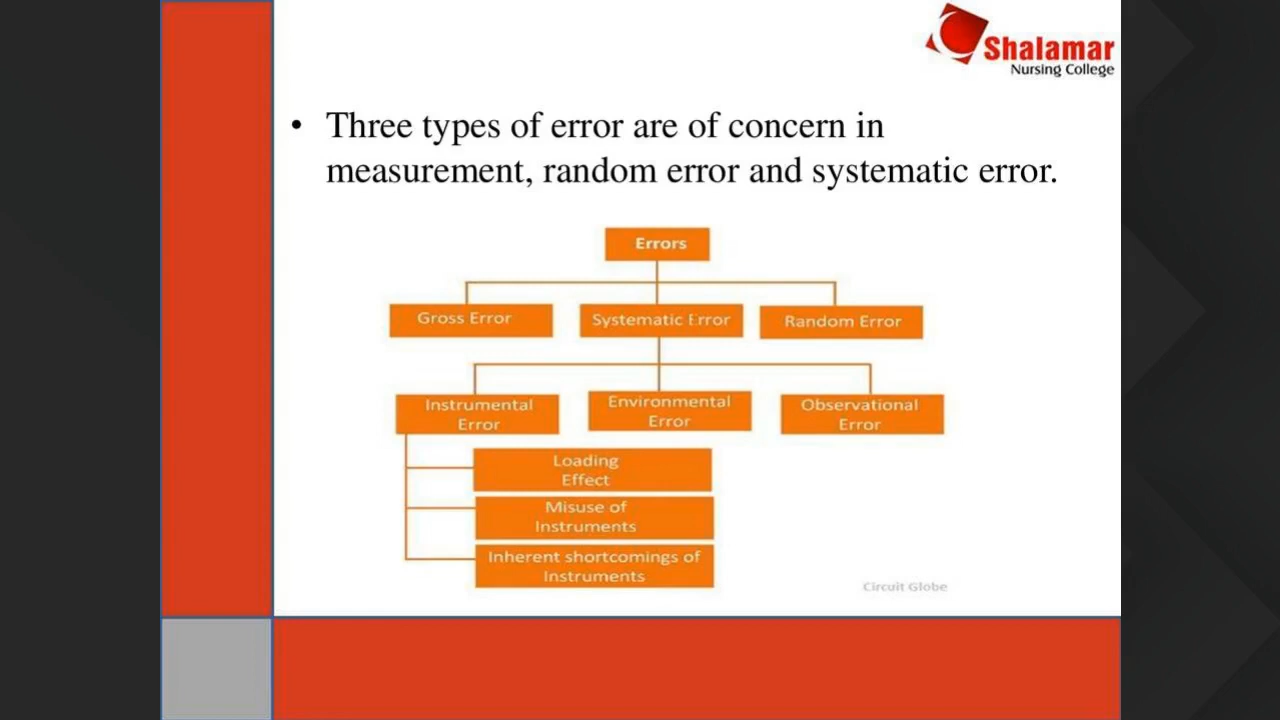 Shalamar
Nursing College
• Three types of error are of concern in
measurement, random error and systematic error.
Errors
Gross Error
Systematic Error
Random Error
Instrumental
Error
Environmental
Error
Observational
Error
Loading
Effect
Misuse of
Instruments
Inherent shortcomings of
Instruments
Circuit Globe